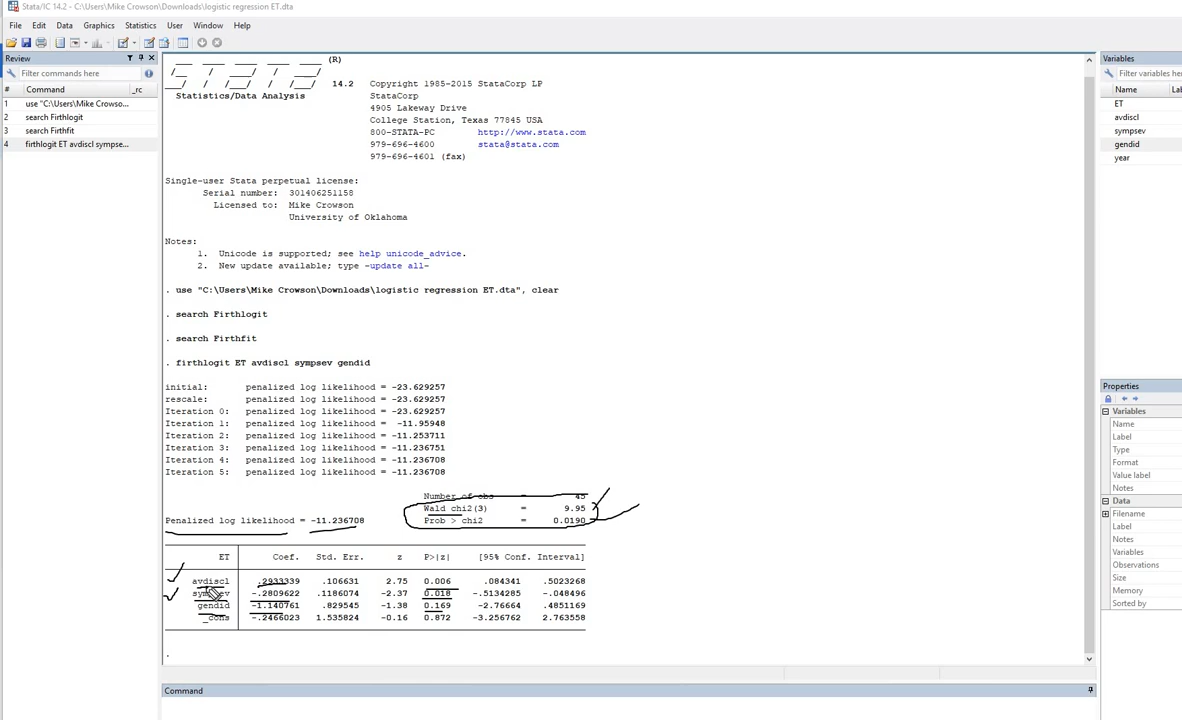 Stata/IC 14.2 - C:\Users\Mike Crowson\Downloads\logistic regression ET.dta
File Edit Data Graphics Statistics User Window Help
Review
Filter commands here
# Command _rc
1 use "C:\Users\Mike Crowso...
2 search Firthlogit
3 search Firthfit
4 firthlogit ET avdiscl sympse...
(R)
14.2 Copyright 1985-2015 StataCorp LP
Statistics/Data Analysis StataCorp
4905 Lakeway Drive
College Station, Texas 77845 USA
800-STATA-PC http://www.stata.com
979-696-4600 stata@stata.com
979-696-4601 (fax)
Single-user Stata perpetual license:
Serial number: 301406251158
Licensed to: Mike Crowson
University of Oklahoma
Notes:
1. Unicode is supported; see help unicode_advice.
2. New update available; type -update all-
. use "C:\Users\Mike Crowson\Downloads\logistic regression ET.dta", clear
. search Firthlogit
. search Firthfit
. firthlogit ET avdiscl sympsev gendid
initial: penalized log likelihood = -23.629257
rescale: penalized log likelihood = -23.629257
Iteration 0: penalized log likelihood = -23.629257
Iteration 1: penalized log likelihood = -11.95948
Iteration 2: penalized log likelihood = -11.253711
Iteration 3: penalized log likelihood = -11.236751
Iteration 4: penalized log likelihood = -11.236708
Iteration 5: penalized log likelihood = -11.236708
Number of obs = 45
Wald chi2(3) = 9.95
Penalized log likelihood = -11.236708 Prob > chi2 = 0.0190
ET Coef. Std. Err. z P>|z| [95% Conf. Interval]
avdiscl .2933339 .106631 2.75 0.006 .084341 .5023268
sympsev -.2809622 .1186074 -2.37 0.018 -.5134285 -.048496
gendid -1.140761 .829545 -1.38 0.169 -2.76664 .4851169
_cons -.2466023 1.535824 -0.16 0.872 -3.256762 2.763558
.
Command
Variables
Filter variables here
Name
ET
avdiscl
sympsev
gendid
year
Properties
Variables
Name
Label
Type
Format
Value label
Notes
Data
Filename
Label
Notes
Variables
Observations
Size
Memory
Sorted by